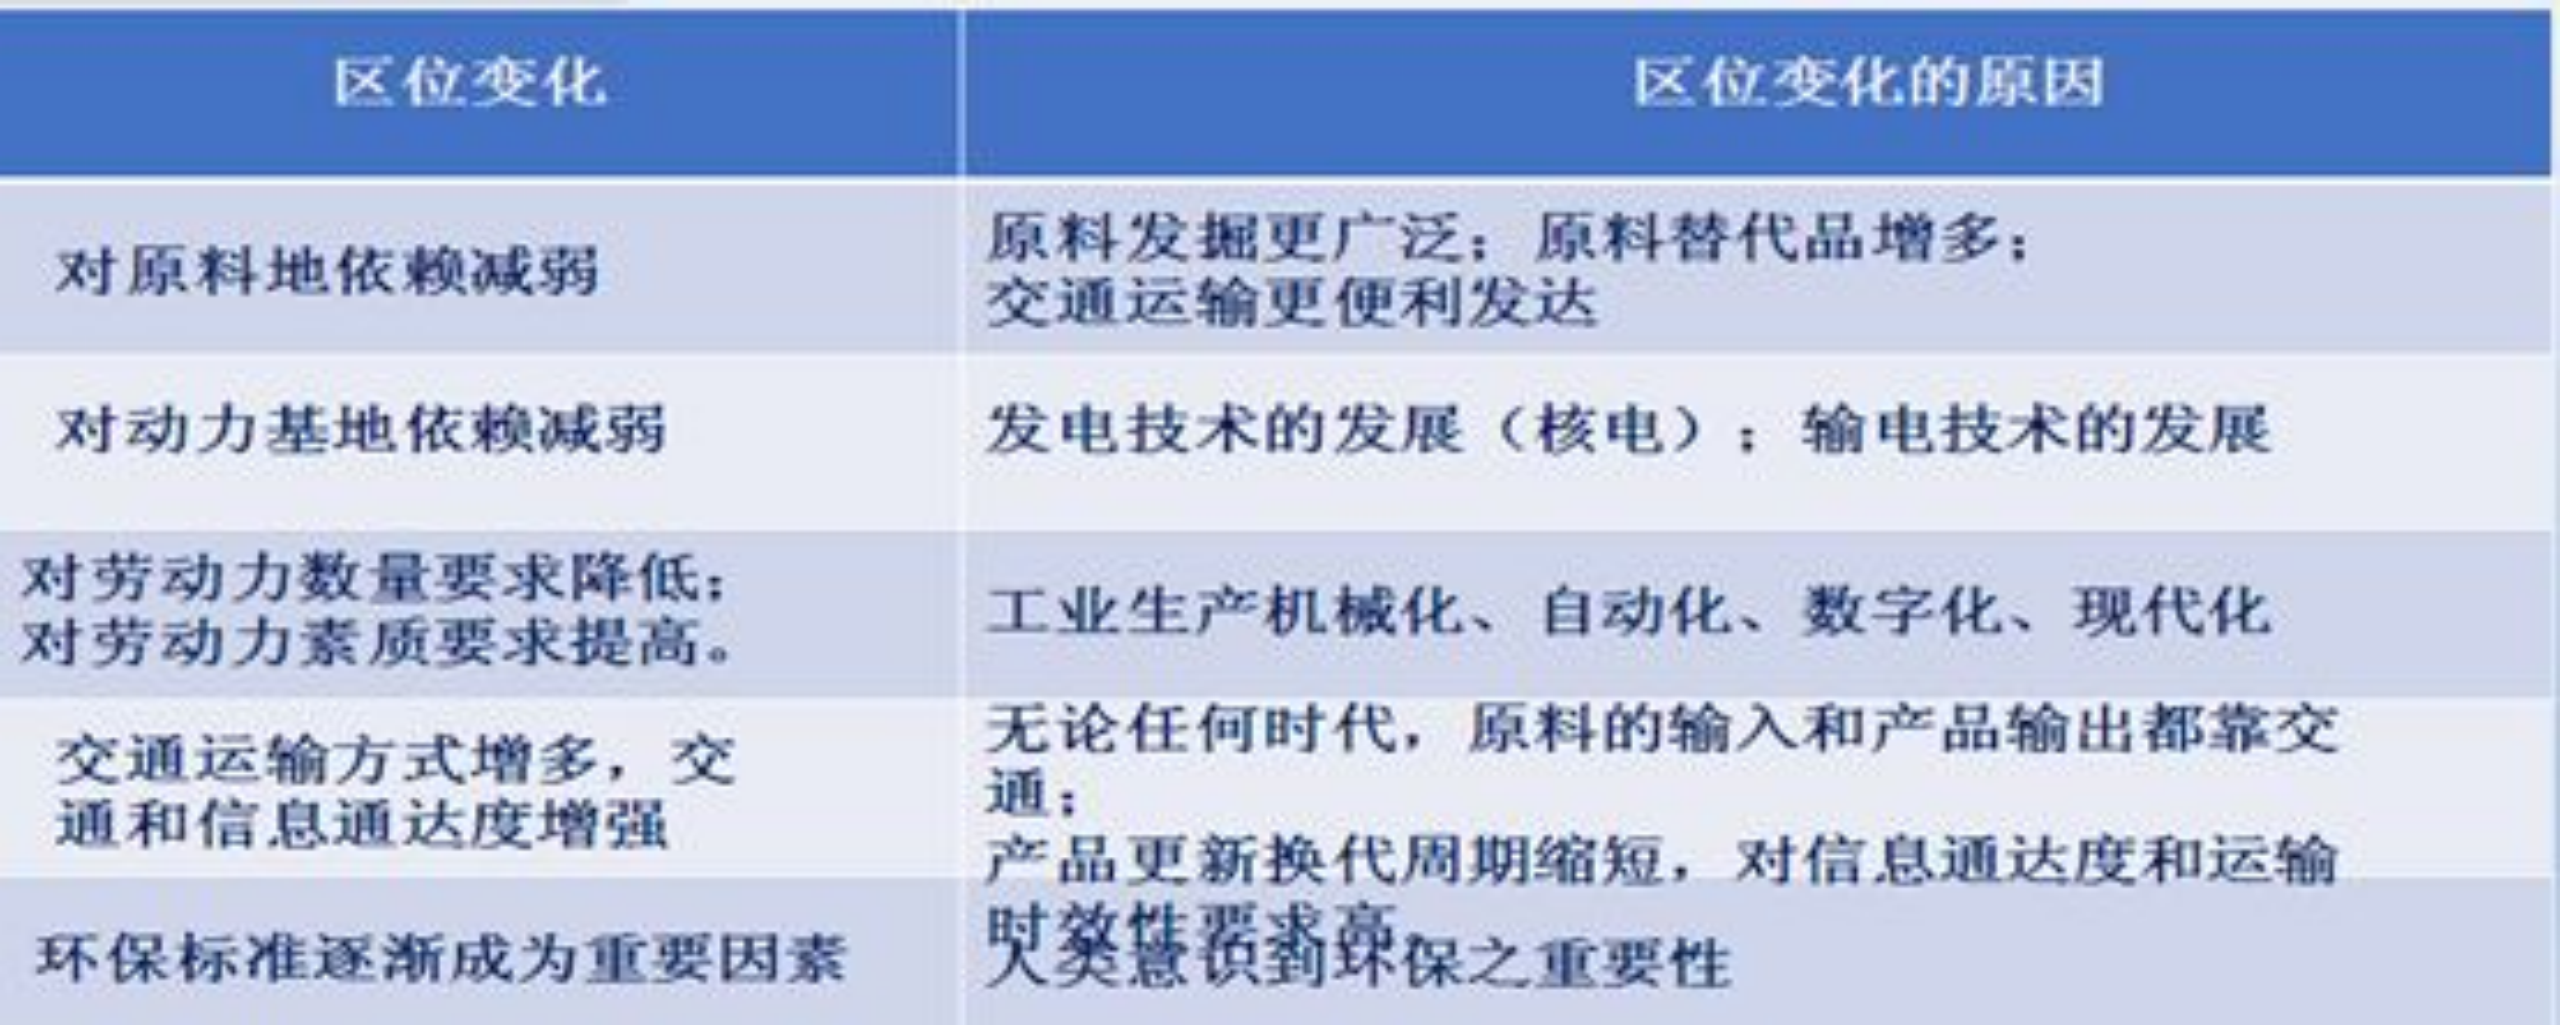 区位变化
区位变化的原因
对原料地依赖减弱
原料发掘更广泛；原料替代品增多；
交通运输更便利发达
对动力基地依赖减弱
发电技术的发展（核电）；输电技术的发展
对劳动力数量要求降低；
对劳动力素质要求提高。
工业生产机械化、自动化、数字化、现代化
交通运输方式增多，交
通和信息通达度增强
无论任何时代，原料的输入和产品输出都靠交
通；
产品更新换代周期缩短，对信息通达度和运输
时效性要求高。
环保标准逐渐成为重要因素
人类意识到环保之重要性